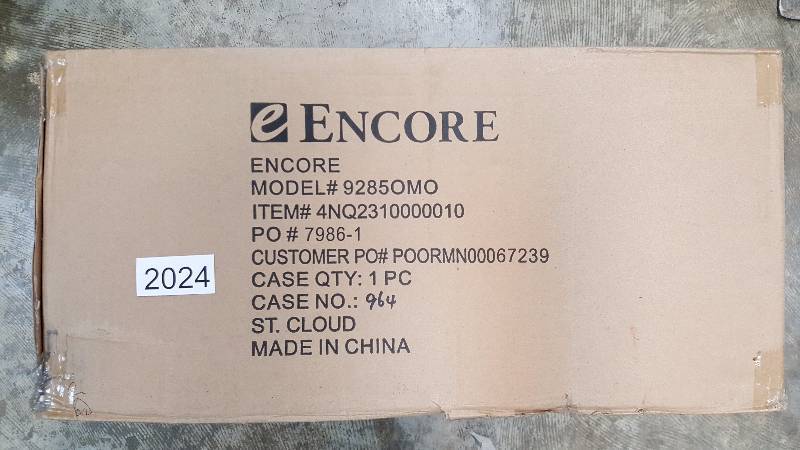 e ENCORE
ENCORE
MODEL# 9285OMO
ITEM# 4NQ2310000010
PO # 7986-1
CUSTOMER PO# POORMN00067239
CASE QTY: 1 PC
CASE NO.: 964
ST. CLOUD
MADE IN CHINA
2024